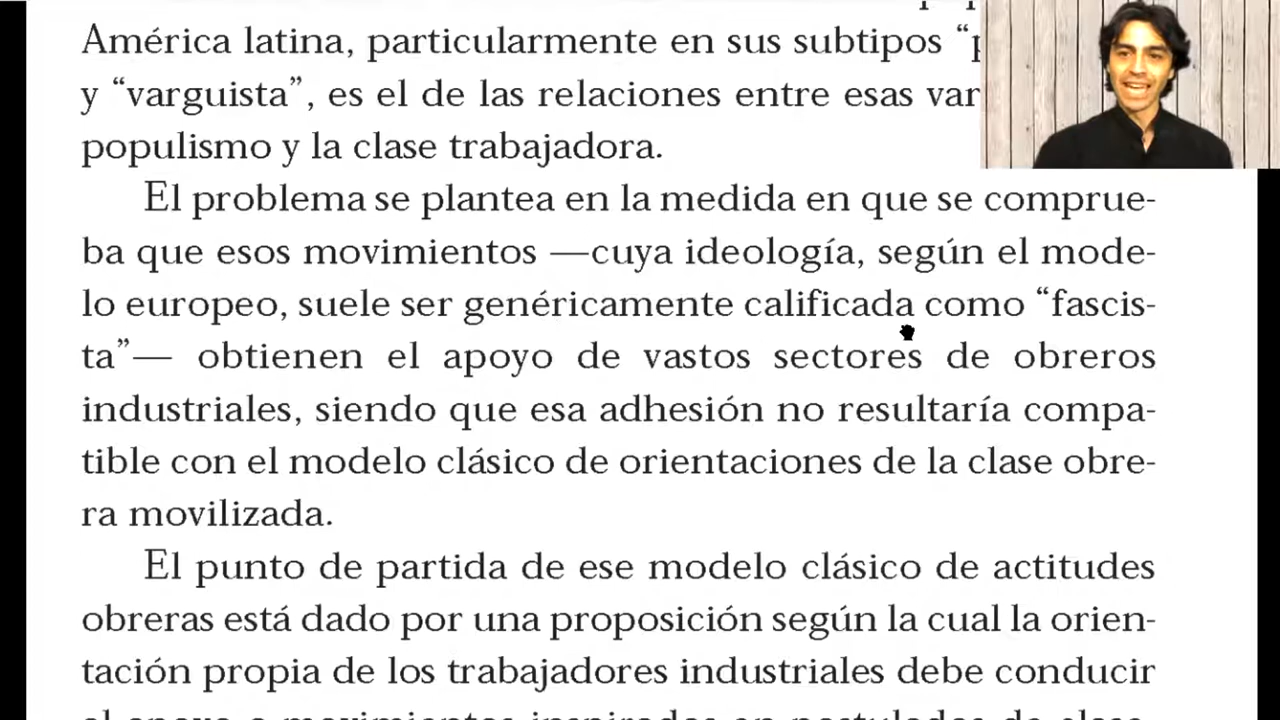 América latina, particularmente en sus subtipos
y “varguista”, es el de las relaciones entre esas
populismo y la clase trabajadora.
El problema se plantea en la medida en que se comprue-
ba que esos movimientos —cuya ideología, según el mode-
lo europeo, suele ser genéricamente calificada como “fascis-
ta”— obtienen el apoyo de vastos sectores de obreros
industriales, siendo que esa adhesión no resultaría compa-
tible con el modelo clásico de orientaciones de la clase obre-
ra movilizada.
El punto de partida de ese modelo clásico de actitudes
obreras está dado por una proposición según la cual la orien-
tación propia de los trabajadores industriales debe conducir